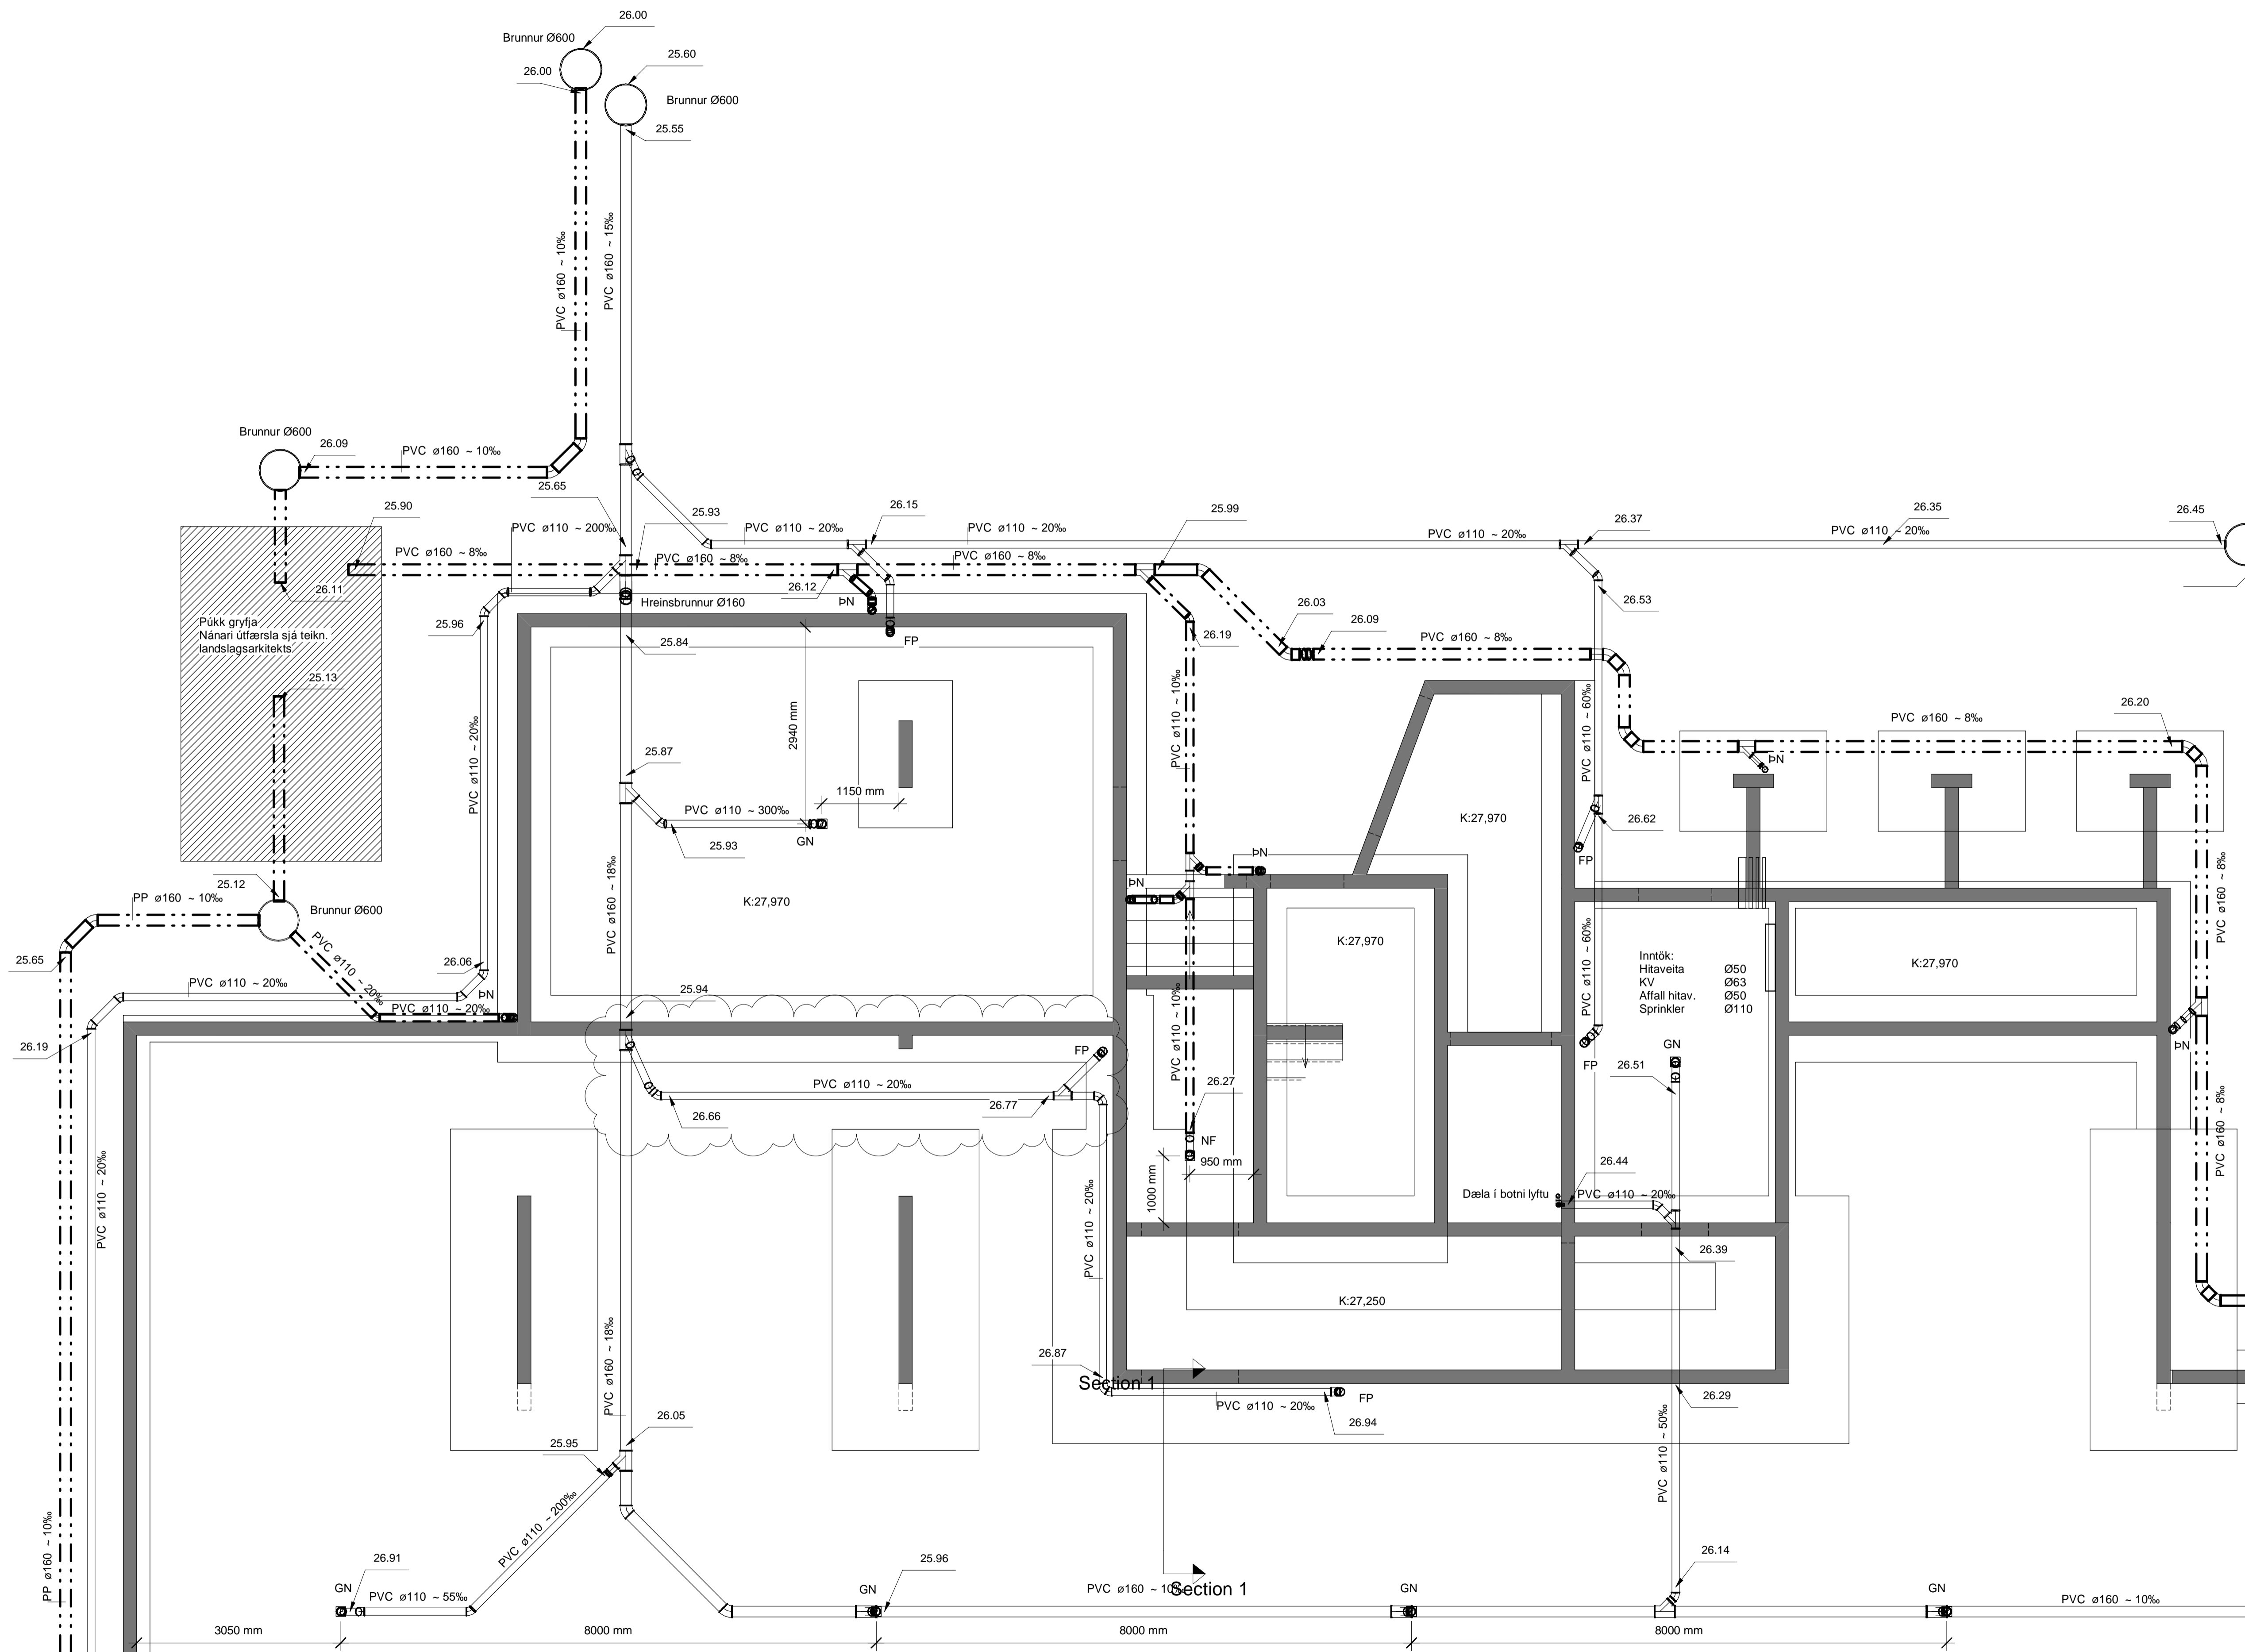 26.00
Brunnur Ø600
25.60
26.00
Brunnur Ø600
25.55
PVC ø160 ~ 10‰
PVC ø160 ~ 15‰
Brunnur Ø600
26.09
PVC ø160 ~ 10‰
25.65
25.90
25.93
26.15
25.99
26.37
26.35
26.45
PVC ø110 ~ 200‰
PVC ø110 ~ 20‰
PVC ø110 ~ 20‰
PVC ø110 ~ 20‰
PVC ø110 ~ 20‰
PVC ø160 ~ 8‰
PVC ø160 ~ 8‰
PVC ø160 ~ 8‰
26.11
26.12
ÞN
Hreinsbrunnur Ø160
26.53
Púkk gryfja
Nánari útfærsla sjá teikn.
landslagsarkitekts
25.96
25.84
FP
26.19
26.03
26.09
PVC ø160 ~ 8‰
25.13
2940 mm
PVC ø110 ~ 20‰
PVC ø110 ~ 10‰
PVC ø110 ~ 60‰
26.20
PVC ø160 ~ 8‰
25.87
ÞN
1150 mm
PVC ø110 ~ 300‰
GN
25.93
K:27,970
26.62
FP
ÞN
25.12
PP ø160 ~ 10‰
Brunnur Ø600
PVC ø110 ~ 20‰
PVC ø160 ~ 18‰
K:27,970
ÞN
K:27,970
PVC ø160 ~ 8‰
25.65
26.06
PVC ø110 ~ 20‰
ÞN
PVC ø110 ~ 20‰
25.94
PVC ø110 ~ 10‰
PVC ø110 ~ 60‰
Inntök:
Hitaveita Ø50
KV Ø63
Affall hitav. Ø50
Sprinkler Ø110
K:27,970
26.19
FP
FP
GN
ÞN
26.51
PVC ø110 ~ 20‰
26.66
26.77
26.27
NF
950 mm
1000 mm
26.44
Dæla í botni lyftu
PVC ø110 ~ 20‰
PVC ø160 ~ 8‰
PVC ø110 ~ 20‰
PVC ø110 ~ 20‰
26.39
K:27,250
26.87
PVC ø160 ~ 18‰
Section 1
PVC ø110 ~ 20‰
FP
26.94
26.29
26.05
25.95
PVC ø110 ~ 50‰
PVC ø110 ~ 200‰
PP ø160 ~ 10‰
26.91
25.96
26.14
GN
PVC ø110 ~ 55‰
GN
PVC ø160 ~ 10‰
Section 1
GN
GN
PVC ø160 ~ 10‰
3050 mm
8000 mm
8000 mm
8000 mm